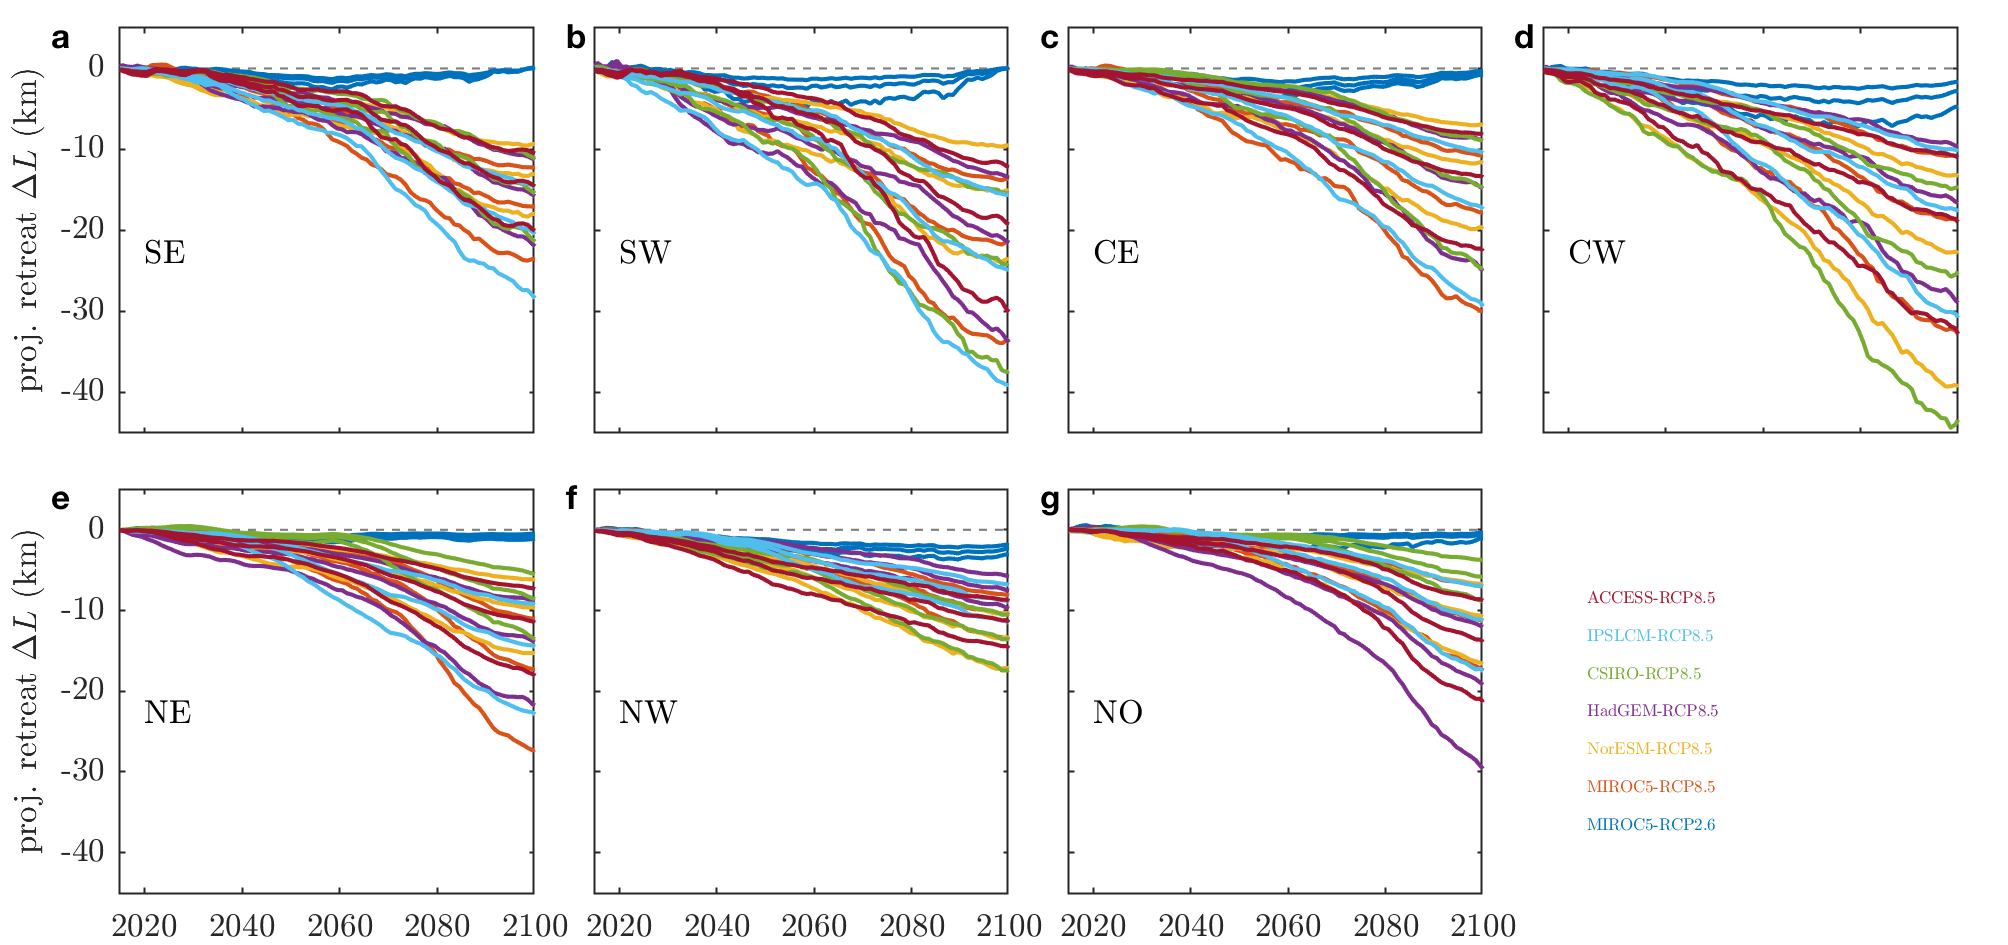 a
b
c
d
proj. retreat ΔL (km)
0
-10
-20
-30
-40
SE
SW
CE
CW
e
f
g
proj. retreat ΔL (km)
0
-10
-20
-30
-40
NE
NW
NO
2020 2040 2060 2080 2100
2020 2040 2060 2080 2100
2020 2040 2060 2080 2100
ACCESS-RCP8.5
IPSLCM-RCP8.5
CSIRO-RCP8.5
HadGEM-RCP8.5
NorESM-RCP8.5
MIROC5-RCP8.5
MIROC5-RCP2.6